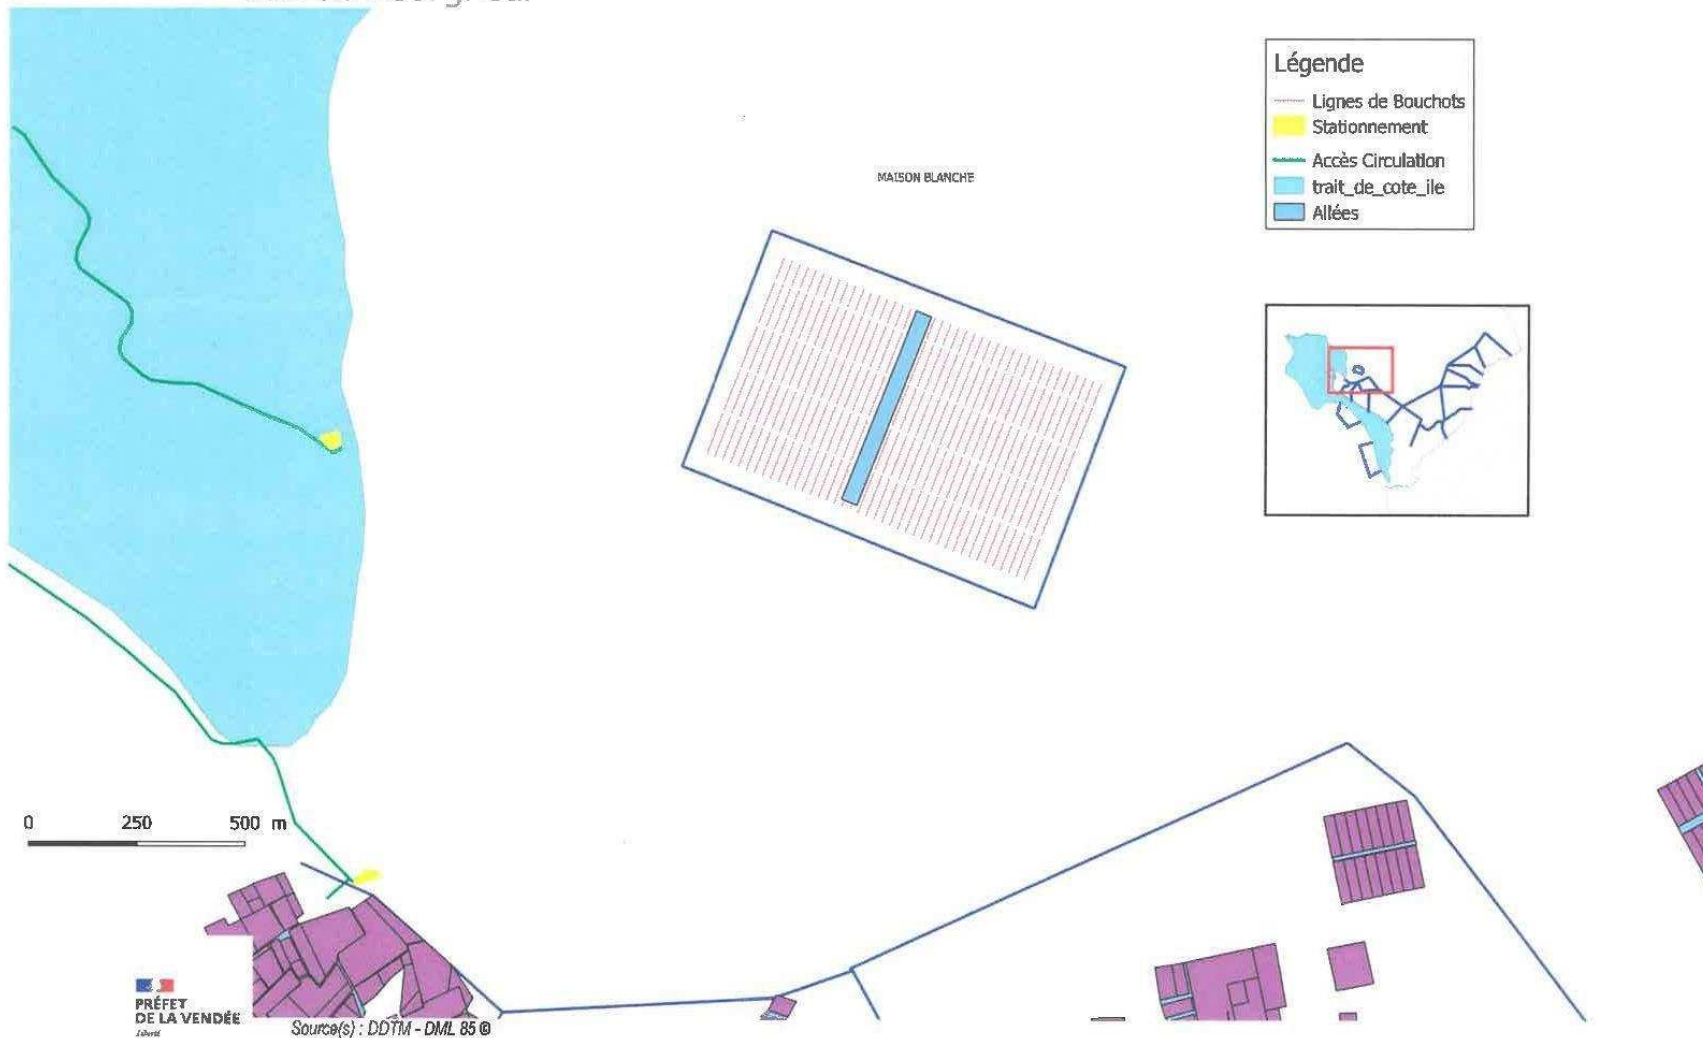 Légende
Lignes de Bouchots
Stationnement
Accès Circulation
trait_de_cote_ile
Allées
MAISON BLANCHE
0 250 500 m
PRÉFET
DE LA VENDÉE
Liberté
Source(s) : DDTM - DML 85 ©